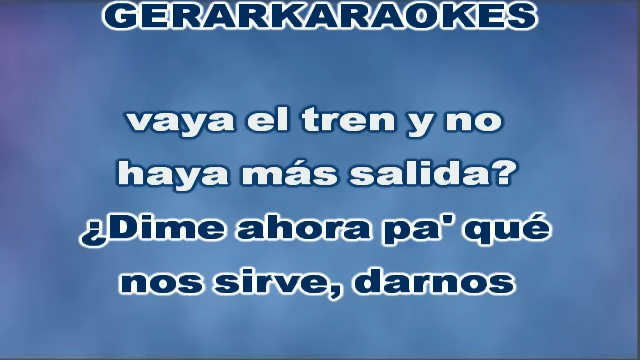 GERARKARAOKES
vaya el tren y no
haya más salida?
¿Dime ahora pa' qué
nos sirve, darnos